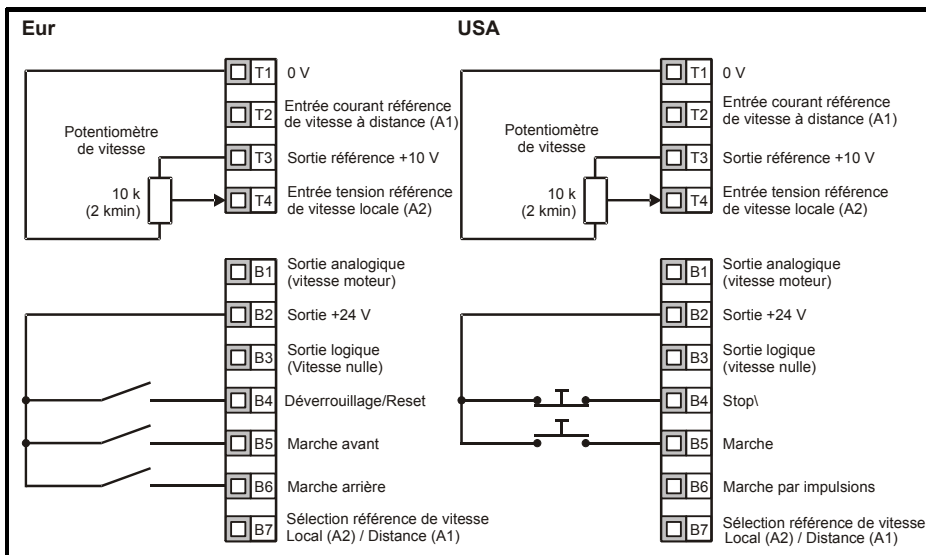 Eur
T1 0 V
T2 Entrée courant référence
de vitesse à distance (A1)
Potentiomètre
de vitesse
T3 Sortie référence +10 V
10 k
(2 kmin)
T4 Entrée tension référence
de vitesse locale (A2)
B1 Sortie analogique
(vitesse moteur)
B2 Sortie +24 V
B3 Sortie logique
(Vitesse nulle)
B4 Déverrouillage/Reset
B5 Marche avant
B6 Marche arrière
B7 Sélection référence de vitesse
Local (A2) / Distance (A1)
USA
T1 0 V
T2 Entrée courant référence
de vitesse à distance (A1)
Potentiomètre
de vitesse
T3 Sortie référence +10 V
10 k
(2 kmin)
T4 Entrée tension référence
de vitesse locale (A2)
B1 Sortie analogique
(vitesse moteur)
B2 Sortie +24 V
B3 Sortie logique
(vitesse nulle)
B4 Stop\
B5 Marche
B6 Marche par impulsions
B7 Sélection référence de vitesse
Local (A2) / Distance (A1)